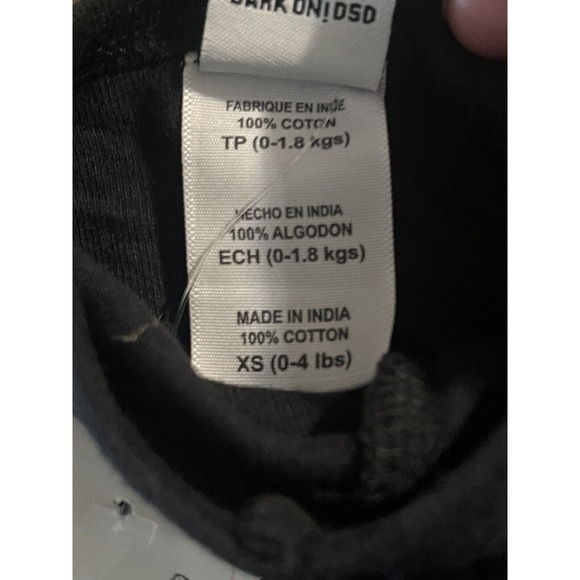 BARK ON! DSD
FABRIQUE EN INDE
100% COTON
TP (0-1.8 kgs)
HECHO EN INDIA
100% ALGODON
ECH (0-1.8 kgs)
MADE IN INDIA
100% COTTON
XS (0-4 lbs)